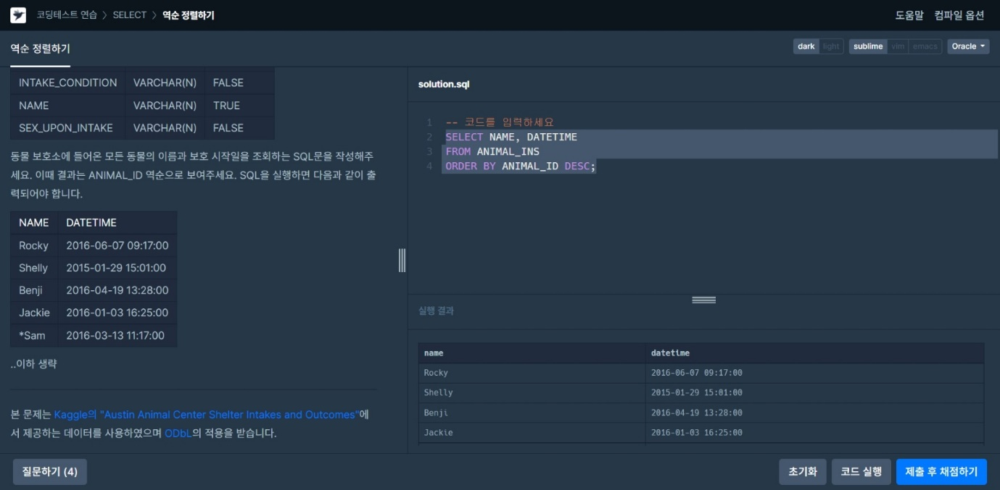 코딩테스트 연습 〉 SELECT 〉 역순 정렬하기
도움말 컴파일 옵션
역순 정렬하기
dark light sublime vim emacs Oracle
INTAKE_CONDITION VARCHAR(N) FALSE
NAME VARCHAR(N) TRUE
SEX_UPON_INTAKE VARCHAR(N) FALSE
동물 보호소에 들어온 모든 동물의 이름과 보호 시작일을 조회하는 SQL문을 작성해주
세요. 이때 결과는 ANIMAL_ID 역순으로 보여주세요. SQL을 실행하면 다음과 같이 출
력되어야 합니다.
NAME DATETIME
Rocky 2016-06-07 09:17:00
Shelly 2015-01-29 15:01:00
Benji 2016-04-19 13:28:00
Jackie 2016-01-03 16:25:00
*Sam 2016-03-13 11:17:00
..이하 생략
본 문제는 Kaggle의 "Austin Animal Center Shelter Intakes and Outcomes"에
서 제공하는 데이터를 사용하였으며 ODbL의 적용을 받습니다.
solution.sql
1 -- 코드를 입력하세요
2 SELECT NAME, DATETIME
3 FROM ANIMAL_INS
4 ORDER BY ANIMAL_ID DESC;
실행 결과
name datetime
Rocky 2016-06-07 09:17:00
Shelly 2015-01-29 15:01:00
Benji 2016-04-19 13:28:00
Jackie 2016-01-03 16:25:00
질문하기 (4)
초기화 코드 실행 제출 후 채점하기